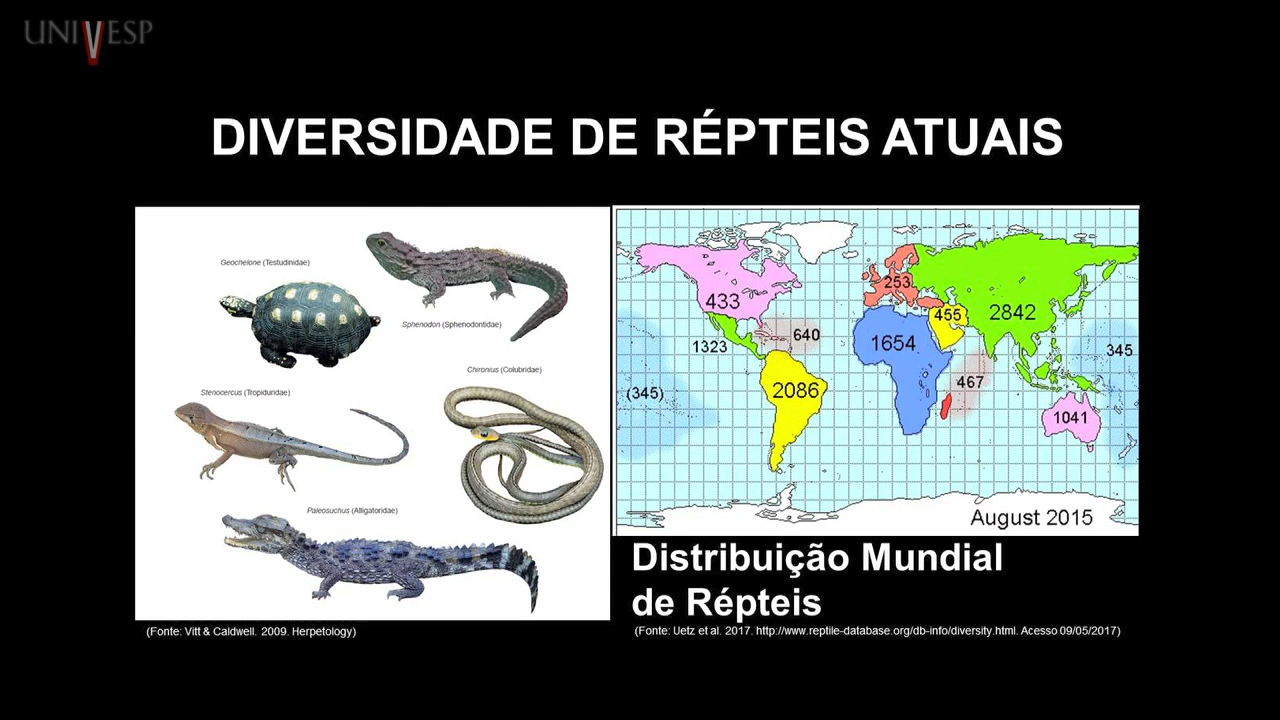 UNIVESP
DIVERSIDADE DE RÉPTEIS ATUAIS
Geochelone (Testudinidae)
Sphenodon (Sphenodontidae)
Chironius (Colubridae)
Stenocercus (Tropiduridae)
Paleosuchus (Alligatoridae)
(Fonte: Vitt & Caldwell. 2009. Herpetology)
433
253
455
2842
1323
640
1654
345
(345)
2086
467
1041
August 2015
Distribuição Mundial
de Répteis
(Fonte: Uetz et al. 2017. http://www.reptile-database.org/db-info/diversity.html. Acesso 09/05/2017)